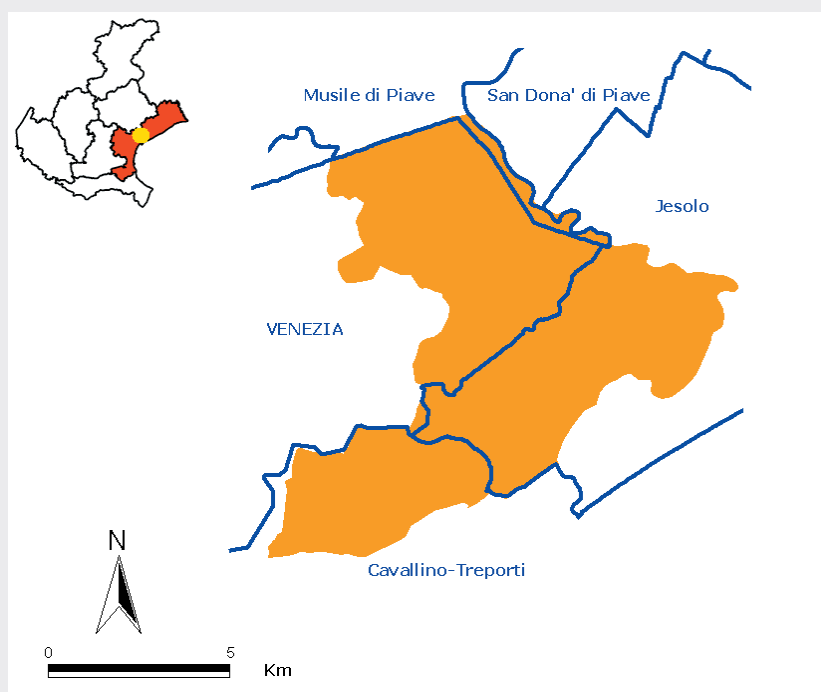 Musile di Piave
San Dona' di Piave
Jesolo
VENEZIA
Cavallino-Treporti
N
0 5
Km